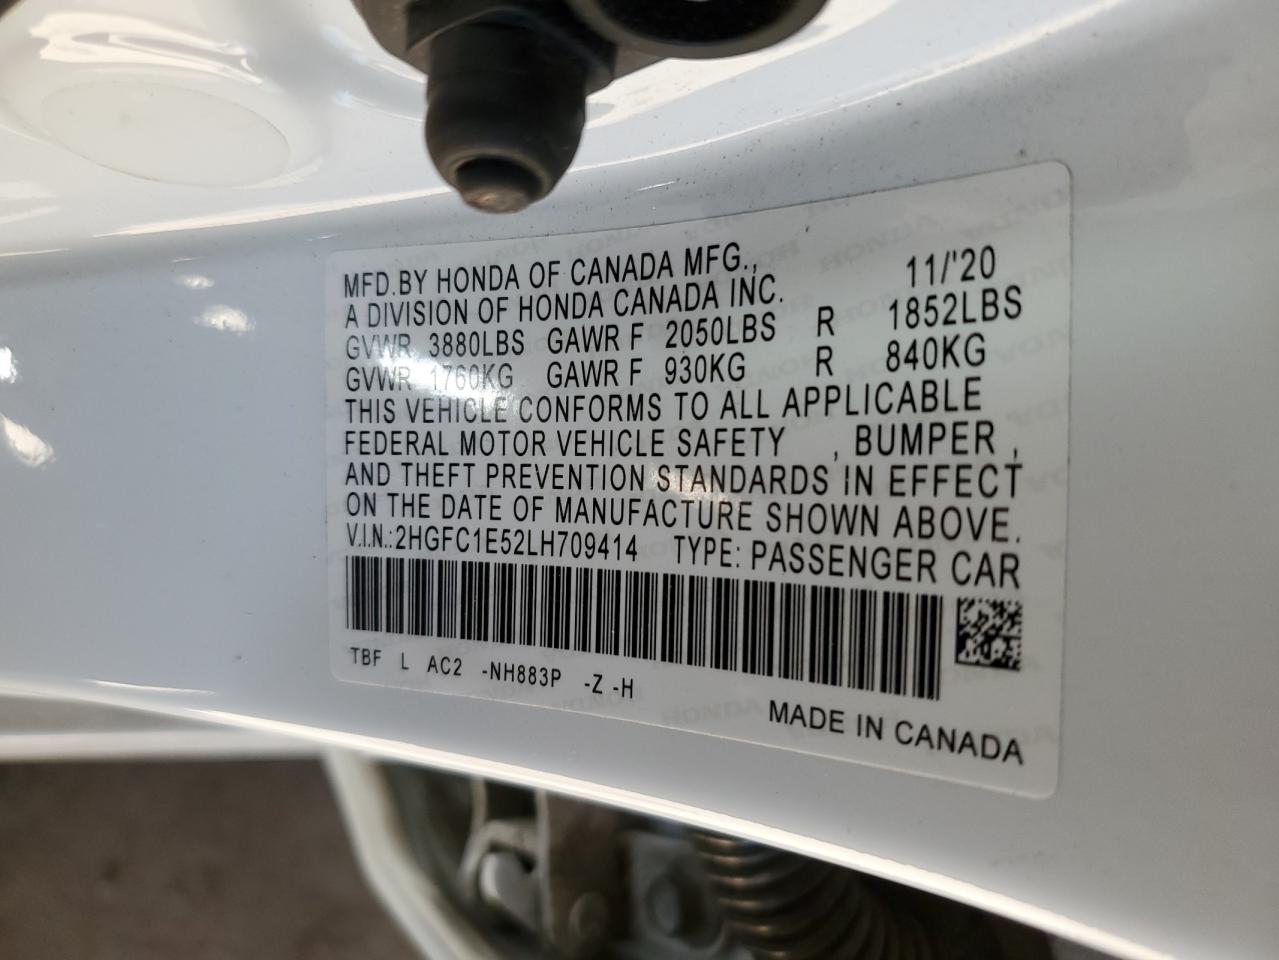 MFD.BY HONDA OF CANADA MFG., 11/'20
A DIVISION OF HONDA CANADA INC.
GVWR 3880LBS GAWR F 2050LBS R 1852LBS
GVWR 1760KG GAWR F 930KG R 840KG
THIS VEHICLE CONFORMS TO ALL APPLICABLE
FEDERAL MOTOR VEHICLE SAFETY , BUMPER ,
AND THEFT PREVENTION STANDARDS IN EFFECT
ON THE DATE OF MANUFACTURE SHOWN ABOVE.
V.I.N.:2HGFC1E52LH709414 TYPE: PASSENGER CAR
TBF L AC2 -NH883P -Z -H
MADE IN CANADA